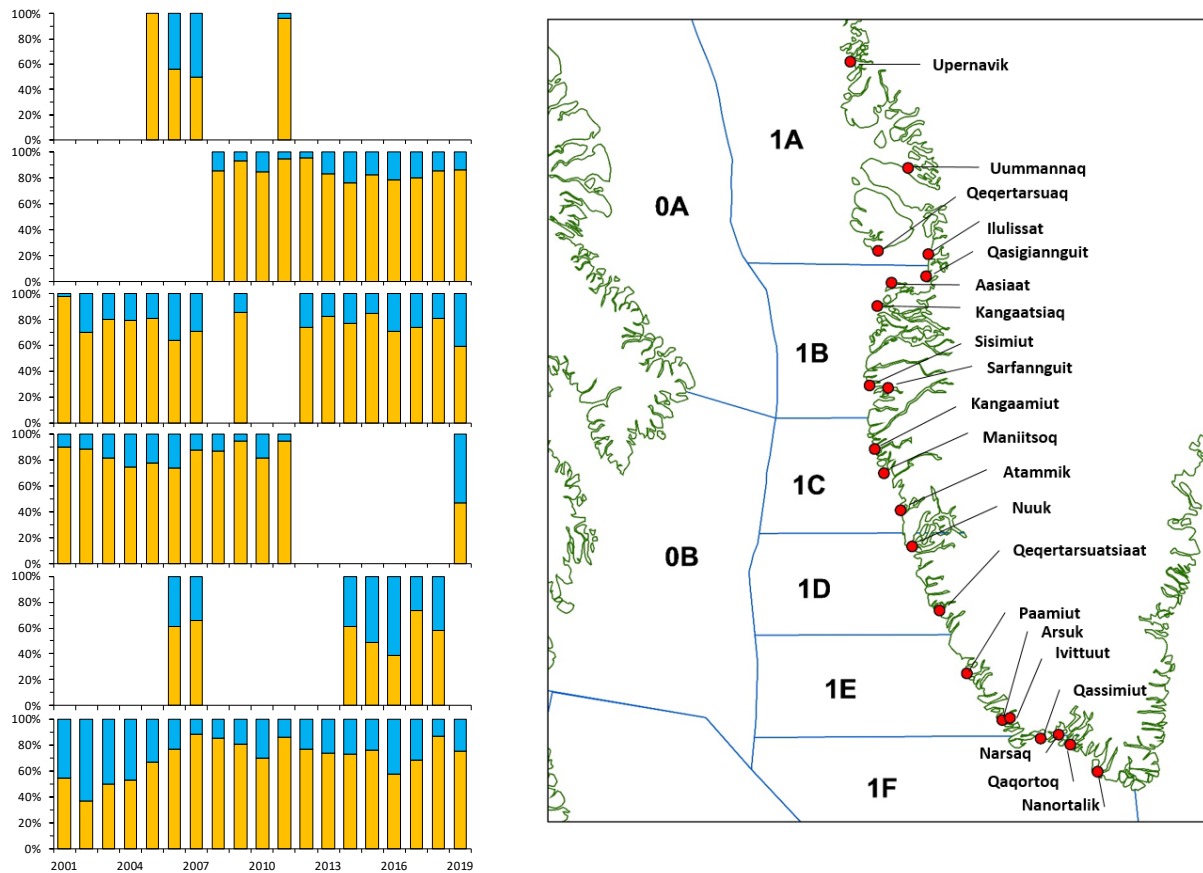 100%
80%
60%
40%
20%
0%
100%
80%
60%
40%
20%
0%
100%
80%
60%
40%
20%
0%
100%
80%
60%
40%
20%
0%
100%
80%
60%
40%
20%
0%
100%
80%
60%
40%
20%
0%
2001 2004 2007 2010 2013 2016 2019
Upernavik
1A
Uummannaq
Qeqertarsuaq
0A
Ilulissat
Qasigiannguit
Aasiaat
Kangaatsiaq
1B
Sisimiut
Sarfannguit
Kangaamiut
Maniitsoq
1C
Atammik
Nuuk
0B
Qeqertarsuatsiaat
1D
Paamiut
Arsuk
Ivittuut
1E
Qassimiut
Narsaq
Qaqortoq
1F
Nanortalik